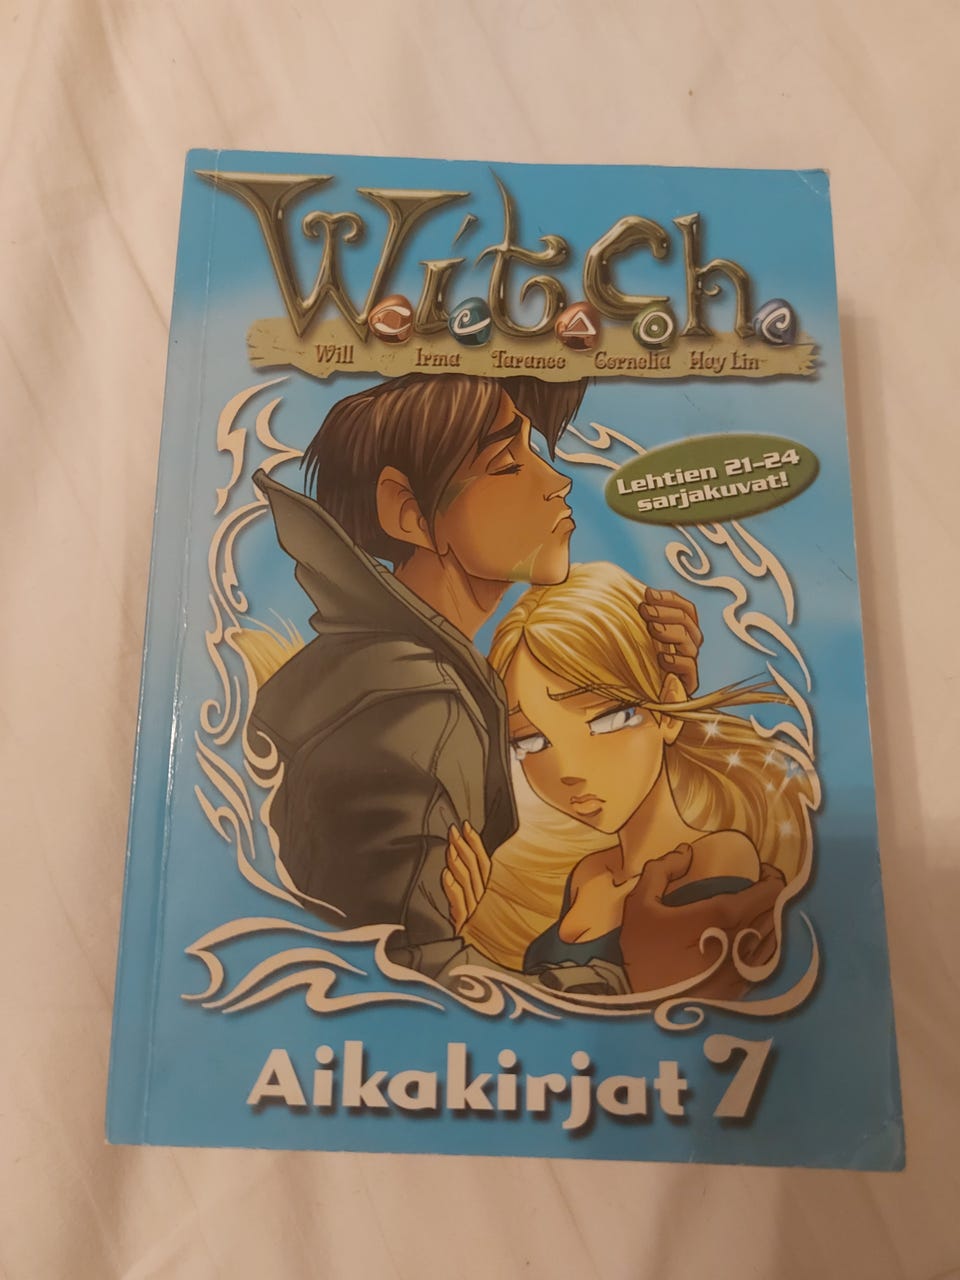 W.i.t.c.h.
Will Irma Taranee Cornelia Hay Lin
Lehtien 21-24
sarjakuvat!
Aikakirjat 7